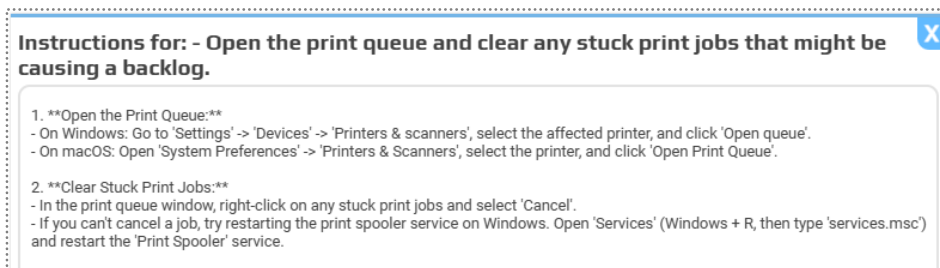 X
Instructions for: - Open the print queue and clear any stuck print jobs that might be
causing a backlog.
1. **Open the Print Queue:**
- On Windows: Go to 'Settings' -> 'Devices' -> 'Printers & scanners', select the affected printer, and click 'Open queue'.
- On macOS: Open 'System Preferences' -> 'Printers & Scanners', select the printer, and click 'Open Print Queue'.
2. **Clear Stuck Print Jobs:**
- In the print queue window, right-click on any stuck print jobs and select 'Cancel'.
- If you can't cancel a job, try restarting the print spooler service on Windows. Open 'Services' (Windows + R, then type 'services.msc')
and restart the 'Print Spooler' service.